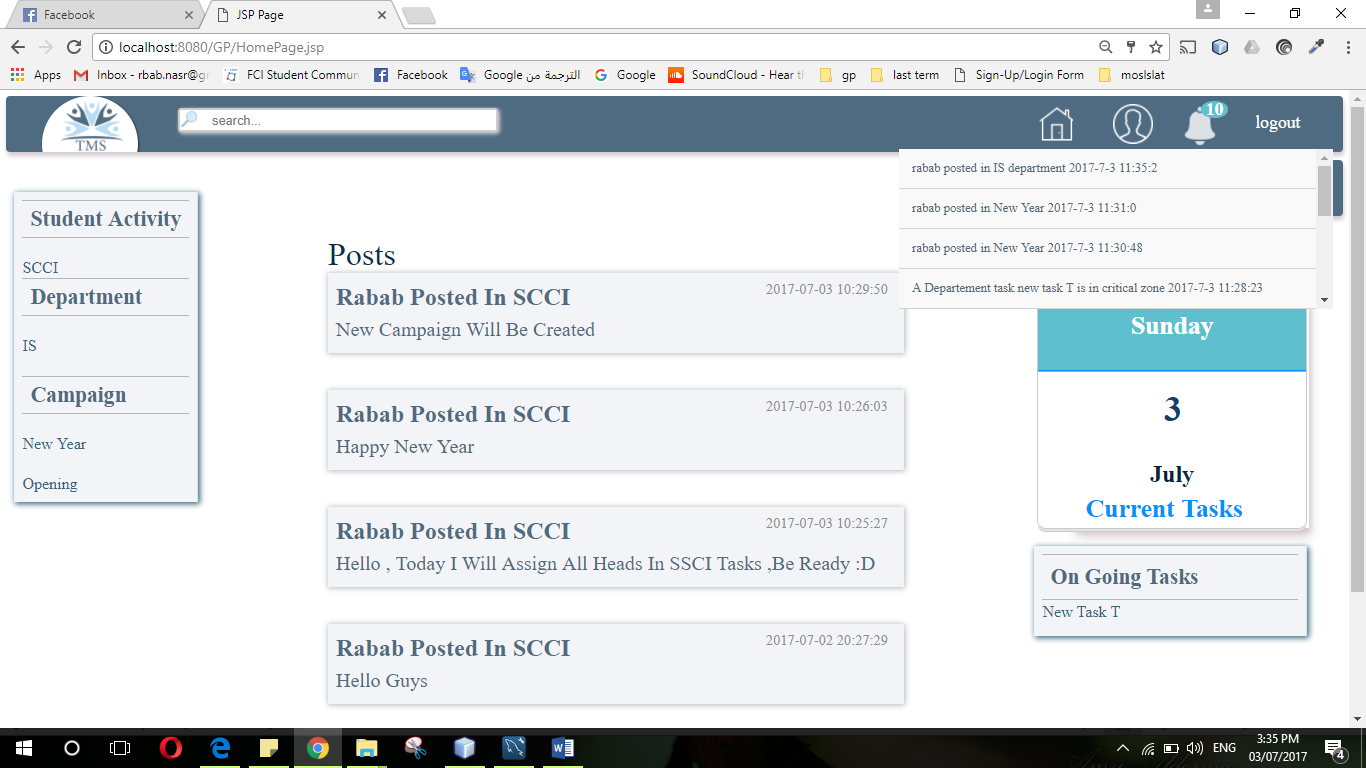 Facebook
JSP Page
localhost:8080/GP/HomePage.jsp
Apps
Inbox - rbab.nasr@gr
FCI Student Commun
Facebook
الترجمة من Google
Google
SoundCloud - Hear th
gp
last term
Sign-Up/Login Form
moslslat
TMS
search...
10
logout
rabab posted in IS department 2017-7-3 11:35:2
rabab posted in New Year 2017-7-3 11:31:0
rabab posted in New Year 2017-7-3 11:30:48
A Departement task new task T is in critical zone 2017-7-3 11:28:23
Student Activity
SCCI
Department
IS
Campaign
New Year
Opening
Posts
Rabab Posted In SCCI
2017-07-03 10:29:50
New Campaign Will Be Created
Rabab Posted In SCCI
2017-07-03 10:26:03
Happy New Year
Rabab Posted In SCCI
2017-07-03 10:25:27
Hello , Today I Will Assign All Heads In SSCI Tasks ,Be Ready :D
Rabab Posted In SCCI
2017-07-02 20:27:29
Hello Guys
Sunday
3
July
Current Tasks
On Going Tasks
New Task T
ENG
3:35 PM
03/07/2017
4